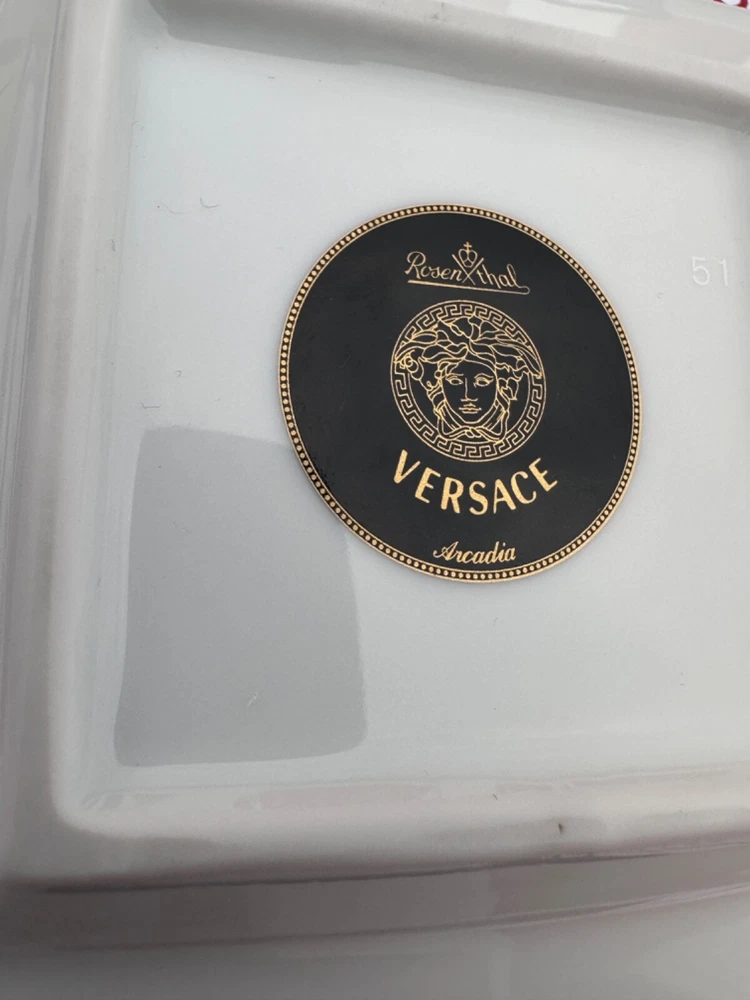 Rosenthal
51
VERSACE
Arcadia